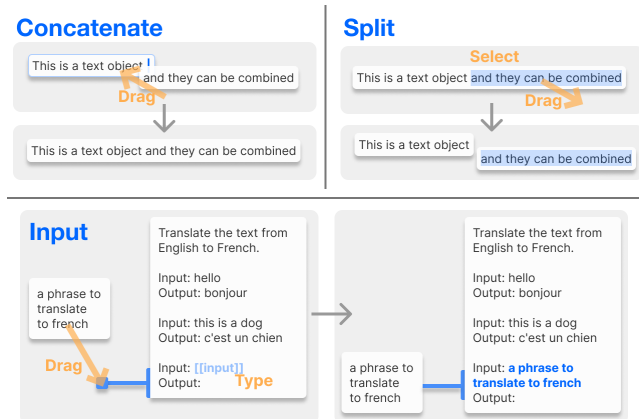 Concatenate
This is a text object
and they can be combined
Drag
This is a text object and they can be combined
Split
Select
This is a text object and they can be combined
Drag
This is a text object
and they can be combined
Input
a phrase to
translate
to french
Drag
Translate the text from
English to French.
Input: hello
Output: bonjour
Input: this is a dog
Output: c'est un chien
Input: [[input]]
Output:
Type
a phrase to
translate
to french
Translate the text from
English to French.
Input: hello
Output: bonjour
Input: this is a dog
Output: c'est un chien
Input: a phrase to
translate to french
Output: